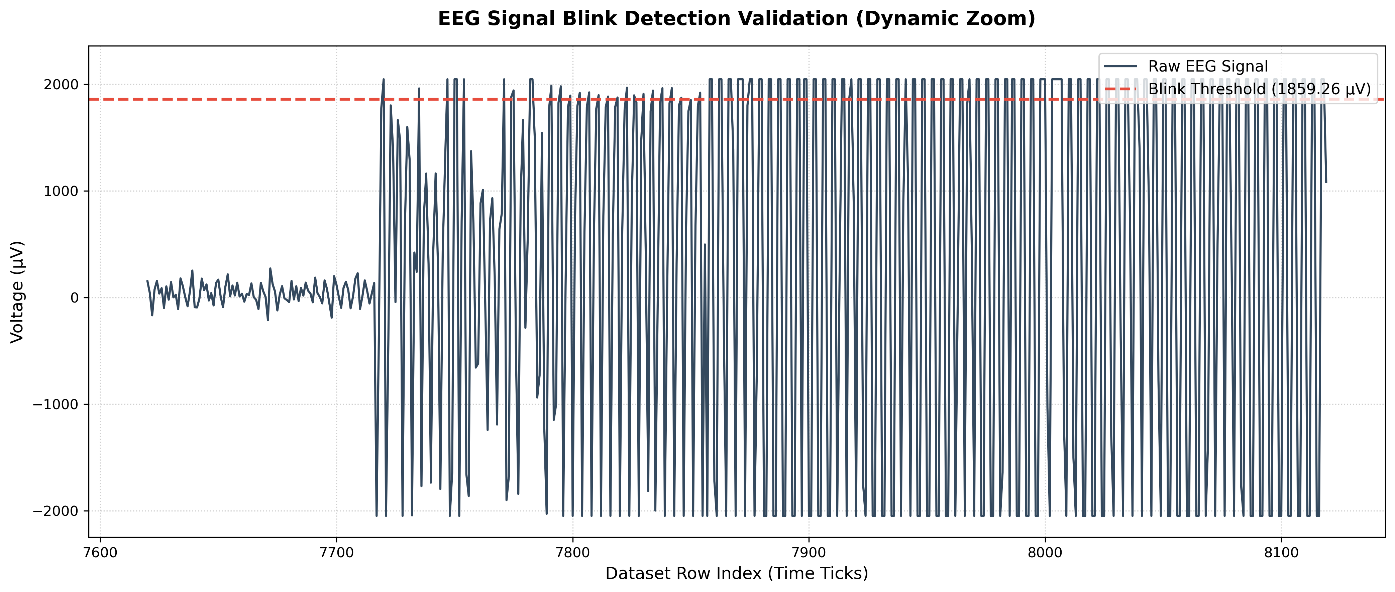 EEG Signal Blink Detection Validation (Dynamic Zoom)
Raw EEG Signal
Blink Threshold (1859.26 µV)
Voltage (µV)
2000
1000
0
−1000
−2000
7600
7700
7800
7900
8000
8100
Dataset Row Index (Time Ticks)